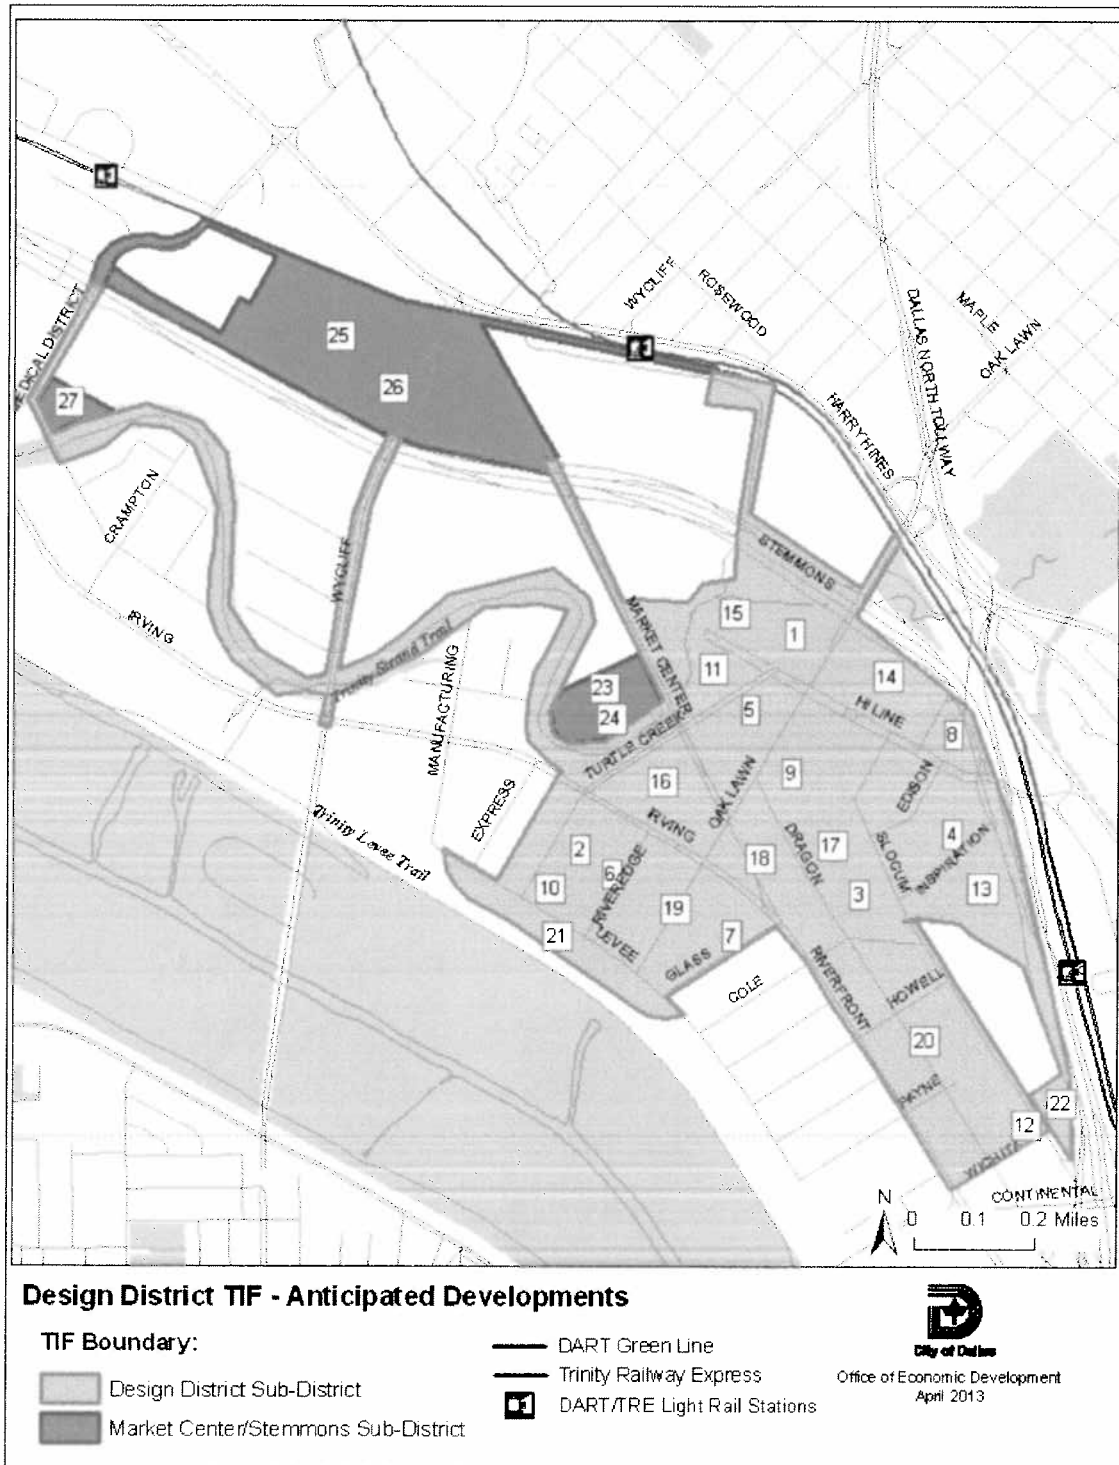 WYCLIFF
ROSEWOOD
MAPLE
OAK LAWN
DALLAS NORTH TOLLWAY
HARRY HINES
25
26
27
CRAMPTON
IRVING
WYCLIFF
Trinity Strand Trail
MANUFACTURING
EXPRESS
STEMMONS
MARKET CENTER
15
1
11
14
23
24
5
HI LINE
8
TURTLE CREEK
16
9
OAK LAWN
EDISON
IRVING
DRAGON
17
SLOCUM
4
INSPIRATION
2
18
6
RIVEREDGE
3
13
10
19
21
LEVEE
7
GLASS
COLE
RIVERFRONT
HOWELL
20
PAYNE
22
12
WICHITA
CONTINENTAL
Trinity Levee Trail
N
0 0.1 0.2 Miles
Design District TIF - Anticipated Developments
TIF Boundary:
Design District Sub-District
Market Center/Stemmons Sub-District
DART Green Line
Trinity Railway Express
DART/TRE Light Rail Stations
City of Dallas
Office of Economic Development
April 2013